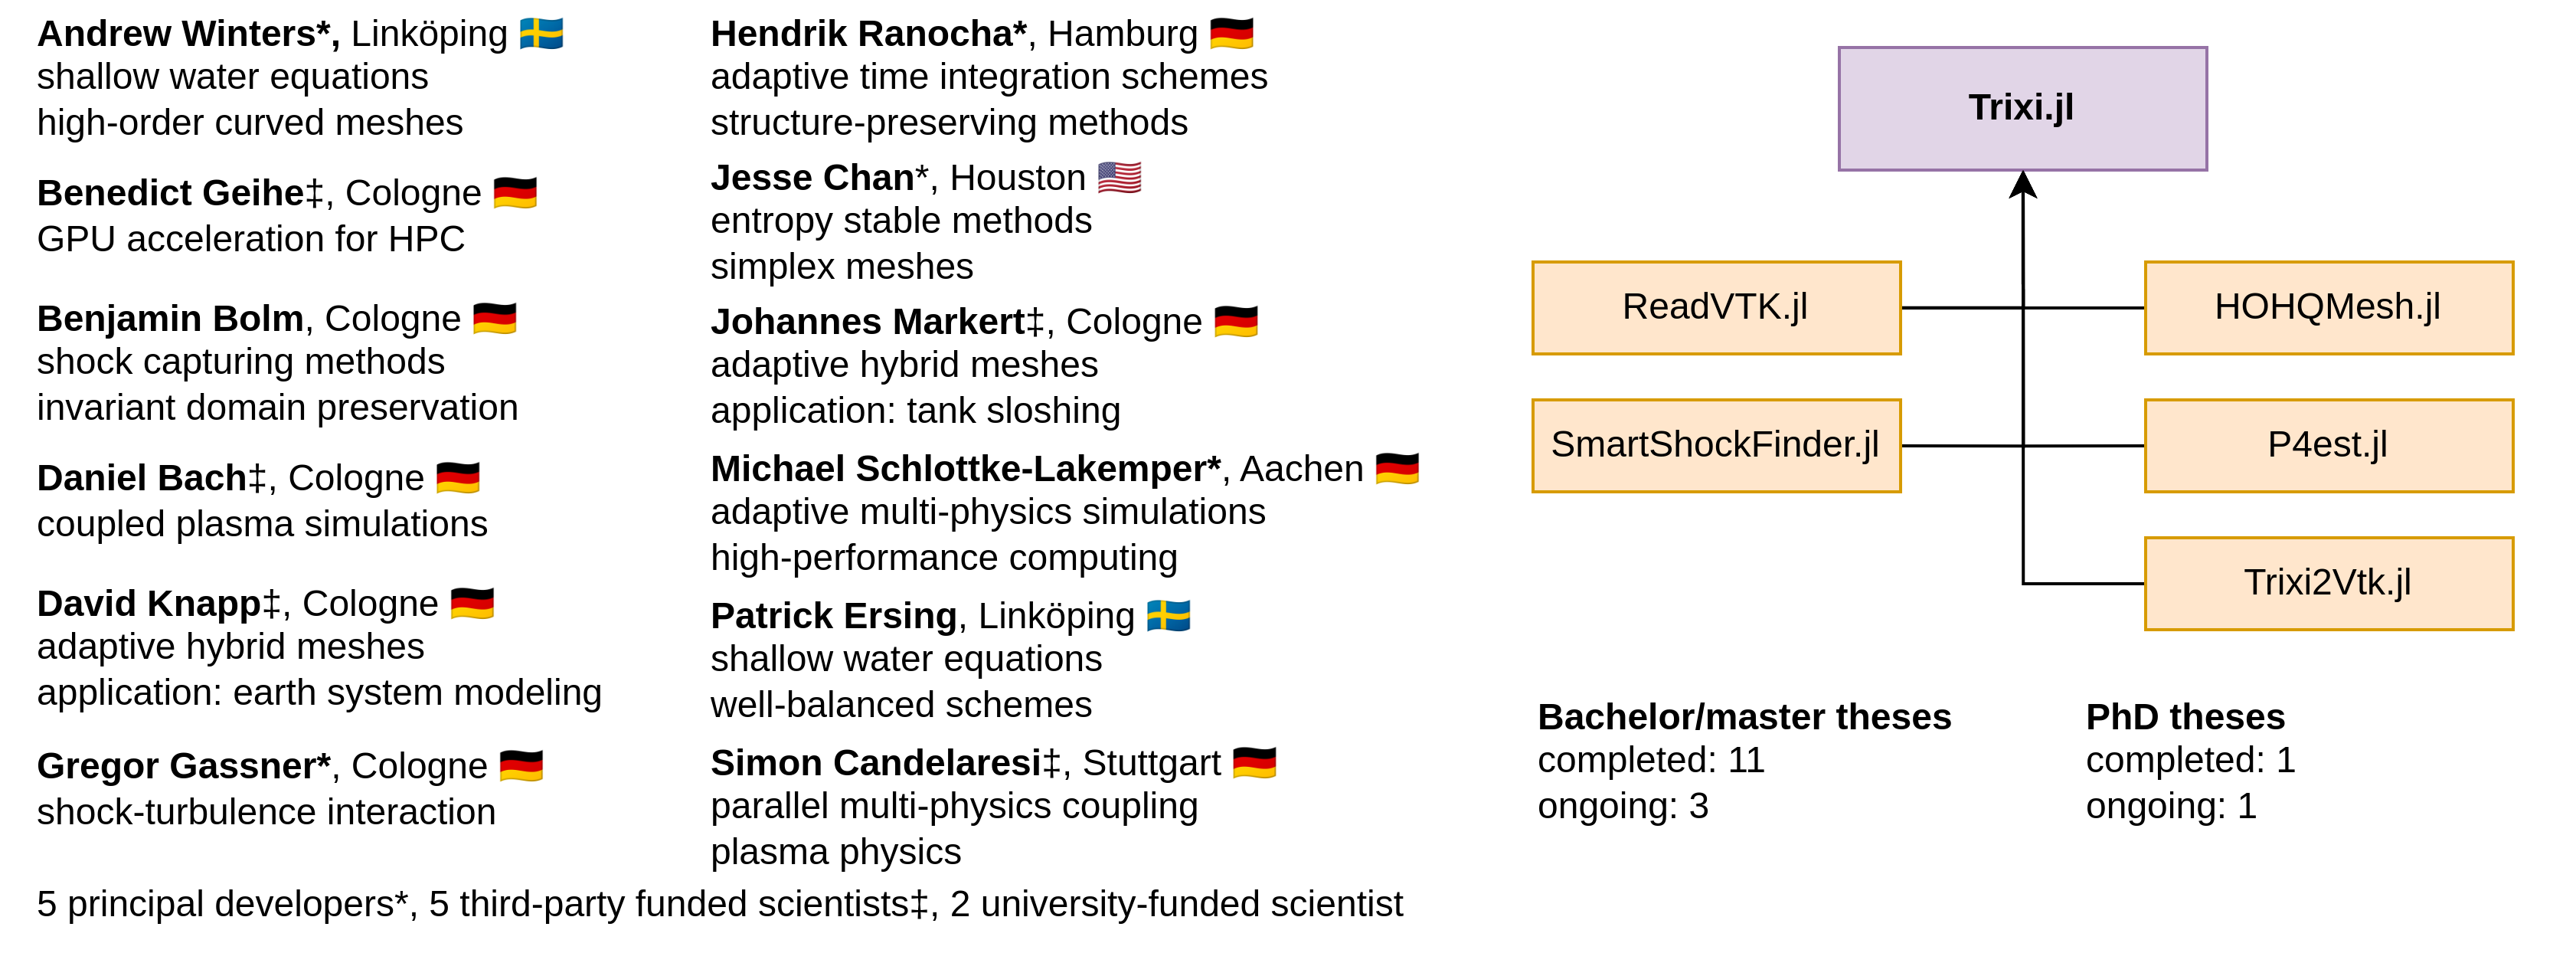 Andrew Winters*, Linköping 🇸🇪
shallow water equations
high-order curved meshes
Benedict Geihe‡, Cologne 🇩🇪
GPU acceleration for HPC
Benjamin Bolm, Cologne 🇩🇪
shock capturing methods
invariant domain preservation
Daniel Bach‡, Cologne 🇩🇪
coupled plasma simulations
David Knapp‡, Cologne 🇩🇪
adaptive hybrid meshes
application: earth system modeling
Gregor Gassner*, Cologne 🇩🇪
shock-turbulence interaction
Hendrik Ranocha*, Hamburg 🇩🇪
adaptive time integration schemes
structure-preserving methods
Jesse Chan*, Houston 🇺🇸
entropy stable methods
simplex meshes
Johannes Markert‡, Cologne 🇩🇪
adaptive hybrid meshes
application: tank sloshing
Michael Schlottke-Lakemper*, Aachen 🇩🇪
adaptive multi-physics simulations
high-performance computing
Patrick Ersing, Linköping 🇸🇪
shallow water equations
well-balanced schemes
Simon Candelaresi‡, Stuttgart 🇩🇪
parallel multi-physics coupling
plasma physics
5 principal developers*, 5 third-party funded scientists‡, 2 university-funded scientist
Trixi.jl
ReadVTK.jl
HOHQMesh.jl
SmartShockFinder.jl
P4est.jl
Trixi2Vtk.jl
Bachelor/master theses
completed: 11
ongoing: 3
PhD theses
completed: 1
ongoing: 1